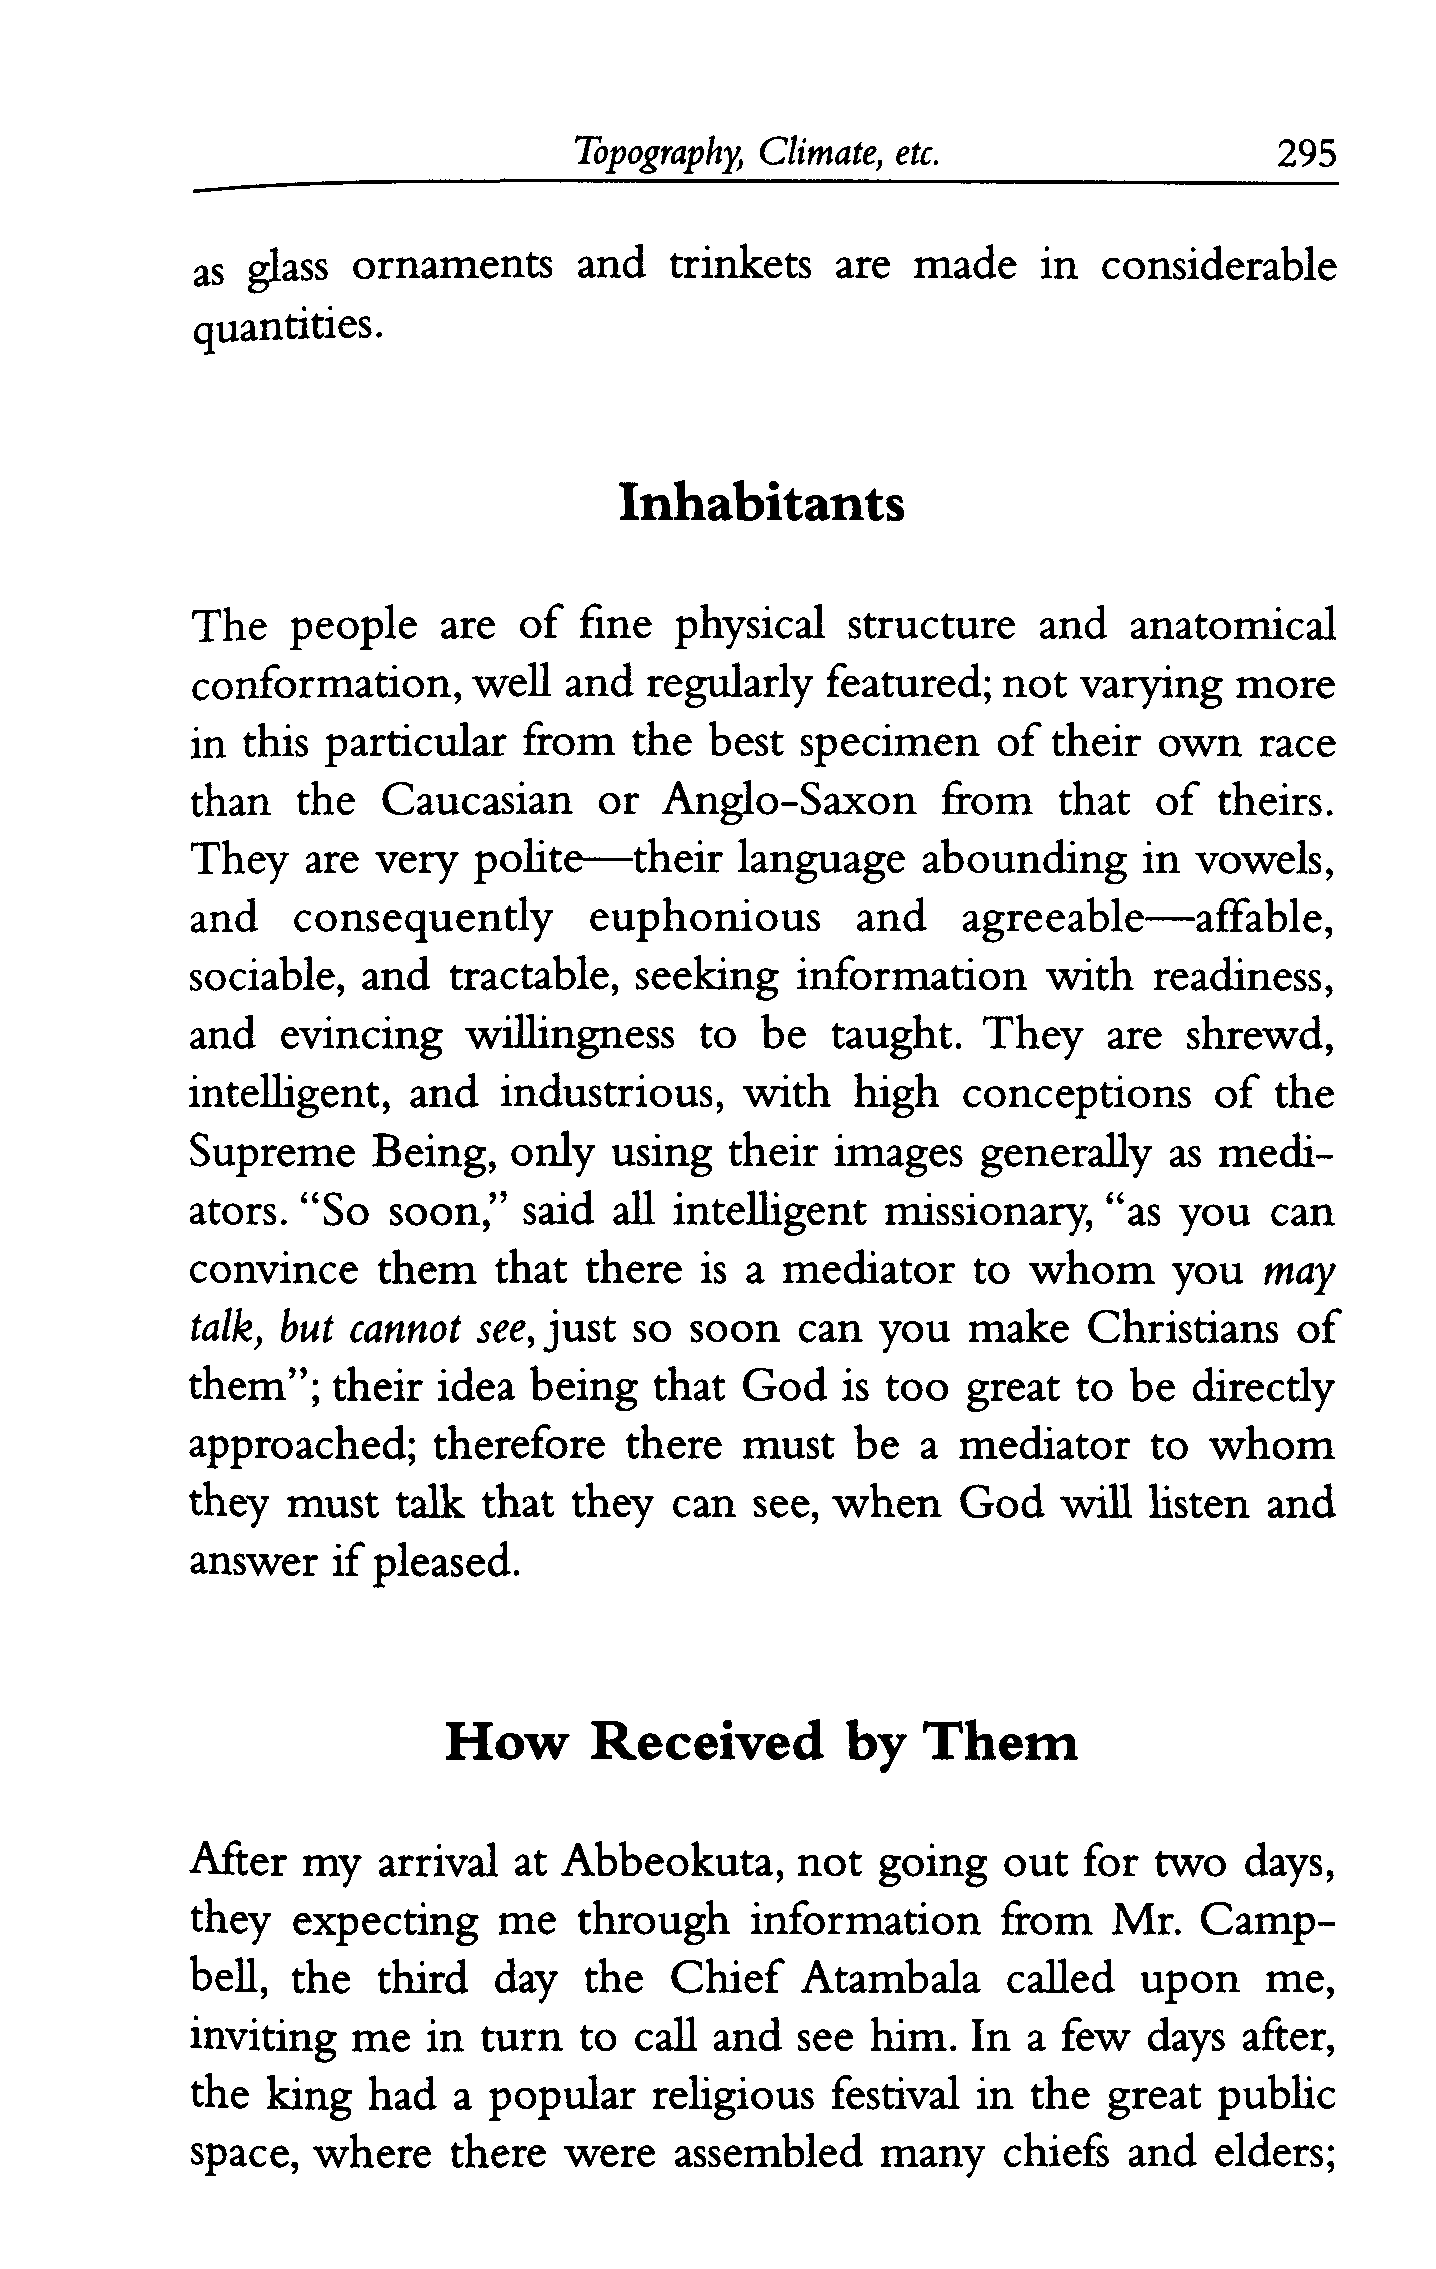 Topography, Climate, etc. 295
as glass ornaments and trinkets are made in considerable
quantities.
Inhabitants
The people are of fine physical structure and anatomical
conformation, well and regularly featured; not varying more
in this particular from the best specimen of their own race
than the Caucasian or Anglo-Saxon from that of theirs.
They are very polite—their language abounding in vowels,
and consequently euphonious and agreeable—affable,
sociable, and tractable, seeking information with readiness,
and evincing willingness to be taught. They are shrewd,
intelligent, and industrious, with high conceptions of the
Supreme Being, only using their images generally as medi-
ators. “So soon,” said all intelligent missionary, “as you can
convince them that there is a mediator to whom you may
talk, but cannot see, just so soon can you make Christians of
them”; their idea being that God is too great to be directly
approached; therefore there must be a mediator to whom
they must talk that they can see, when God will listen and
answer if pleased.
How Received by Them
After my arrival at Abbeokuta, not going out for two days,
they expecting me through information from Mr. Camp-
bell, the third day the Chief Atambala called upon me,
inviting me in turn to call and see him. In a few days after,
the king had a popular religious festival in the great public
space, where there were assembled many chiefs and elders;